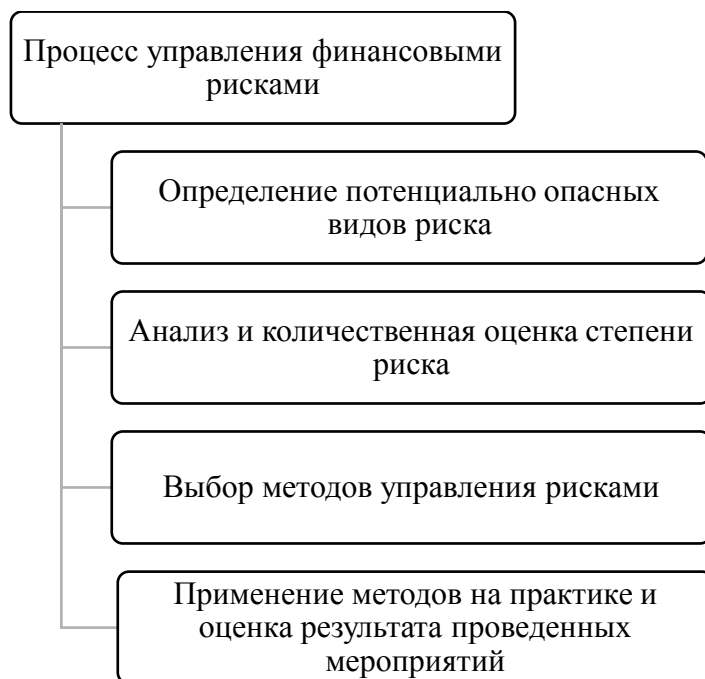 Процесс управления финансовыми
рисками
Определение потенциально опасных
видов риска
Анализ и количественная оценка степени
риска
Выбор методов управления рисками
Применение методов на практике и
оценка результата проведенных
мероприятий